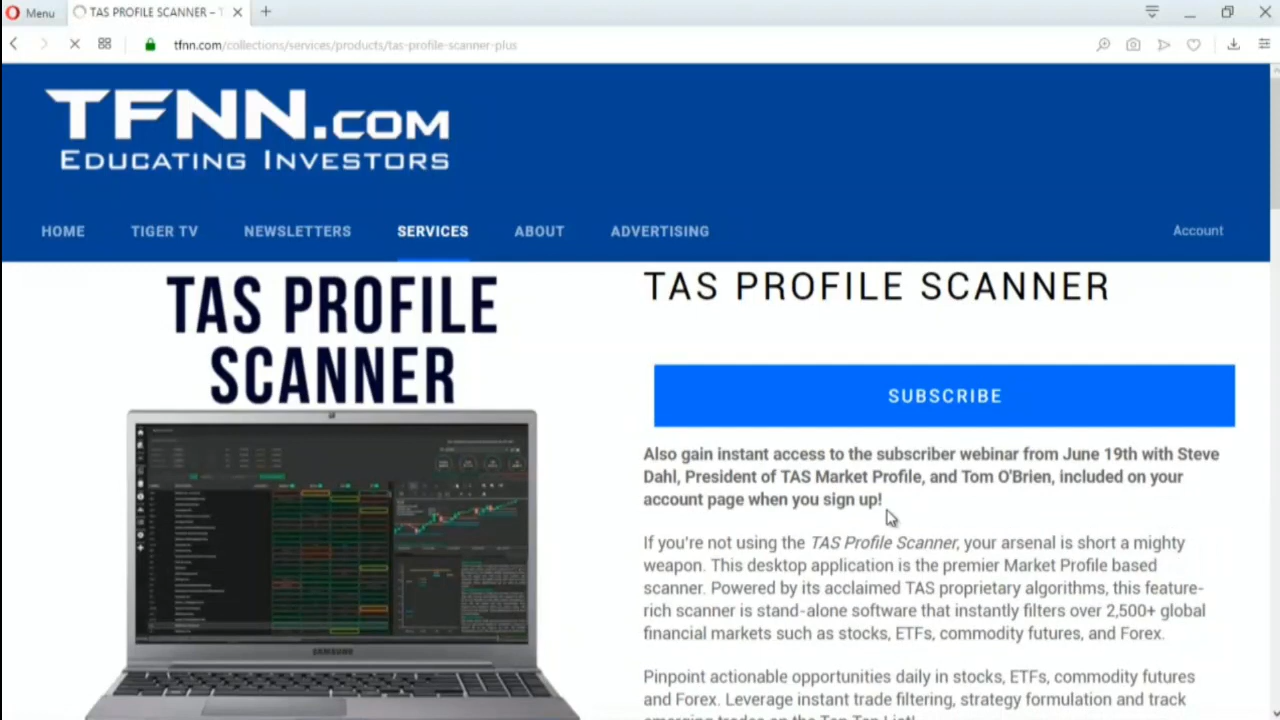 Menu
TAS PROFILE SCANNER – T
tfnn.com/collections/services/products/tas-profile-scanner-plus
TFNN.COM
EDUCATING INVESTORS
HOME TIGER TV NEWSLETTERS SERVICES ABOUT ADVERTISING Account
TAS PROFILE
SCANNER
SAMSUNG
TAS PROFILE SCANNER
SUBSCRIBE
Also gain instant access to the subscriber webinar from June 19th with Steve
Dahl, President of TAS Market Profile, and Tom O'Brien, included on your
account page when you sign up!
If you're not using the TAS Profile Scanner, your arsenal is short a mighty
weapon. This desktop application is the premier Market Profile based
scanner. Powered by its acclaimed TAS proprietary algorithms, this feature-
rich scanner is stand-alone software that instantly filters over 2,500+ global
financial markets such as stocks, ETFs, commodity futures, and Forex.
Pinpoint actionable opportunities daily in stocks, ETFs, commodity futures
and Forex. Leverage instant trade filtering, strategy formulation and track
emerging trades on the Top Ten List!